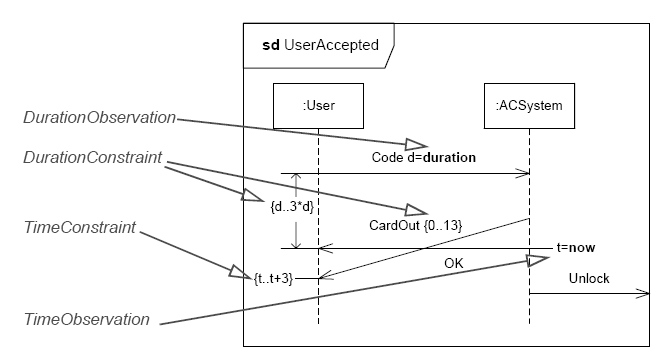 sd UserAccepted
:User
:ACSystem
DurationObservation
Code d=duration
DurationConstraint
{d..3*d}
CardOut {0..13}
TimeConstraint
t=now
OK
{t..t+3}
Unlock
TimeObservation